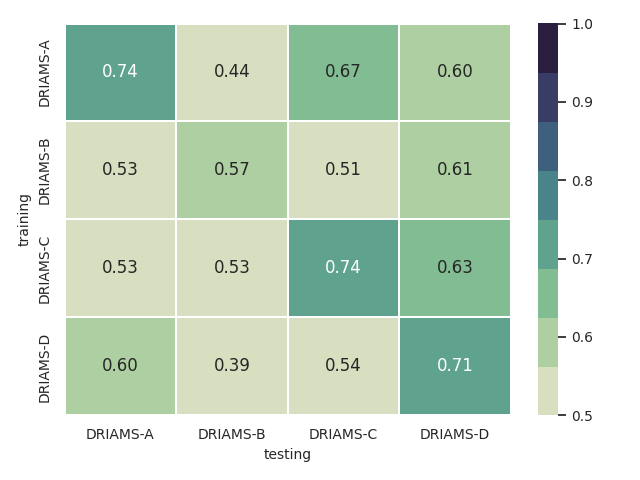 DRIAMS-A 0.74 0.44 0.67 0.60
DRIAMS-B 0.53 0.57 0.51 0.61
DRIAMS-C 0.53 0.53 0.74 0.63
DRIAMS-D 0.60 0.39 0.54 0.71
training
DRIAMS-A DRIAMS-B DRIAMS-C DRIAMS-D
testing
1.0
0.9
0.8
0.7
0.6
0.5